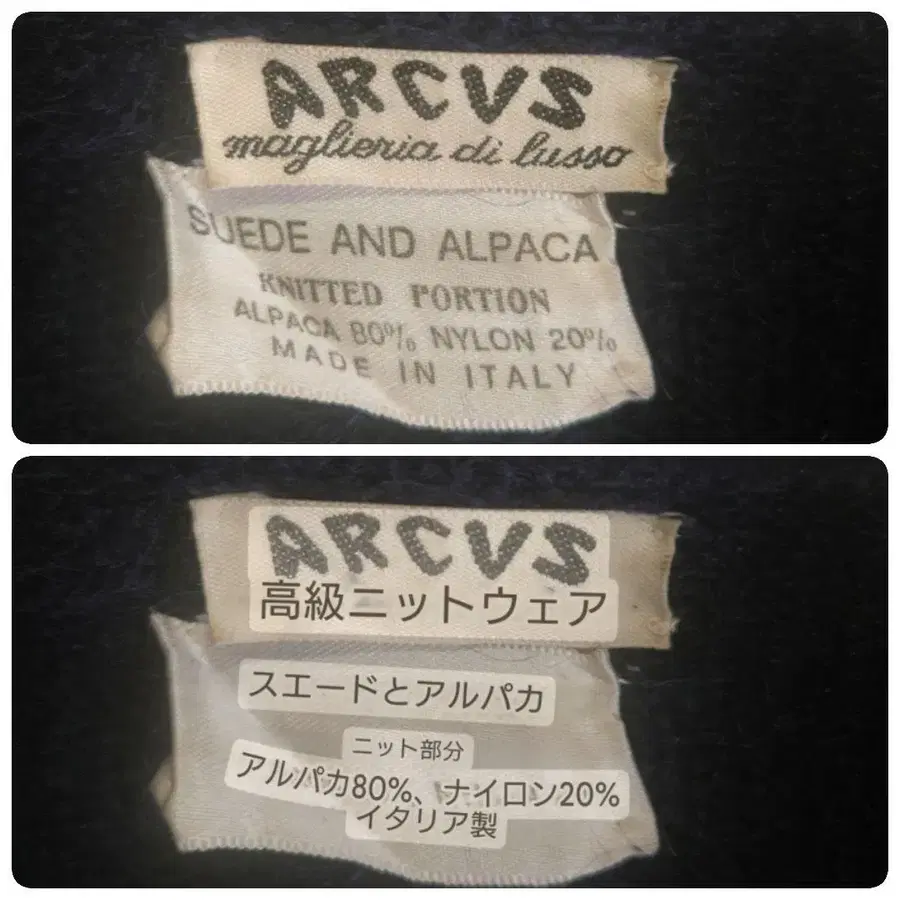 ARCVS
maglieria di lusso
SUEDE AND ALPACA
KNITTED PORTION
ALPACA 80% NYLON 20%
MADE IN ITALY
ARCVS
高級ニットウェア
スエードとアルパカ
ニット部分
アルパカ80%、ナイロン20%
イタリア製